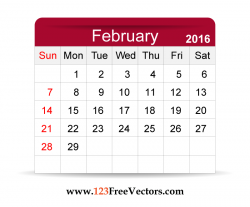 February 2016
Sun Mon Tue Wed Thu Fri Sat
1 2 3 4 5 6
7 8 9 10 11 12 13
14 15 16 17 18 19 20
21 22 23 24 25 26 27
28 29
www.123FreeVectors.com